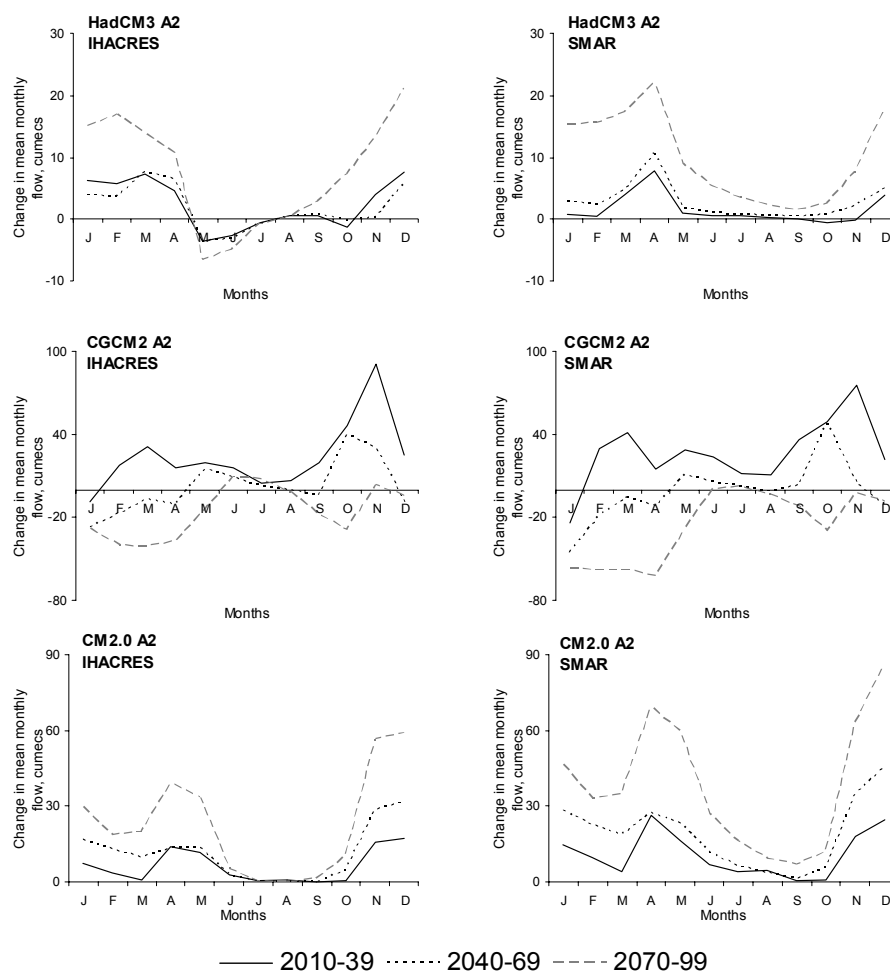 HadCM3 A2
IHACRES
Change in mean monthly
flow, cumecs
30
20
10
0
-10
J F M A M J J A S O N D
Months
HadCM3 A2
SMAR
Change in mean monthly
flow, cumecs
30
20
10
0
-10
J F M A M J J A S O N D
Months
CGCM2 A2
IHACRES
Change in mean monthly
flow, cumecs
100
40
-20
-80
J F M A M J J A S O N D
Months
CGCM2 A2
SMAR
Change in mean monthly
flow, cumecs
100
40
-20
-80
J F M A M J J A S O N D
Months
CM2.0 A2
IHACRES
Change in mean monthly
flow, cumecs
90
60
30
0
J F M A M J J A S O N D
Months
CM2.0 A2
SMAR
Change in mean monthly
flow, cumecs
90
60
30
0
J F M A M J J A S O N D
Months
2010-39 2040-69 2070-99